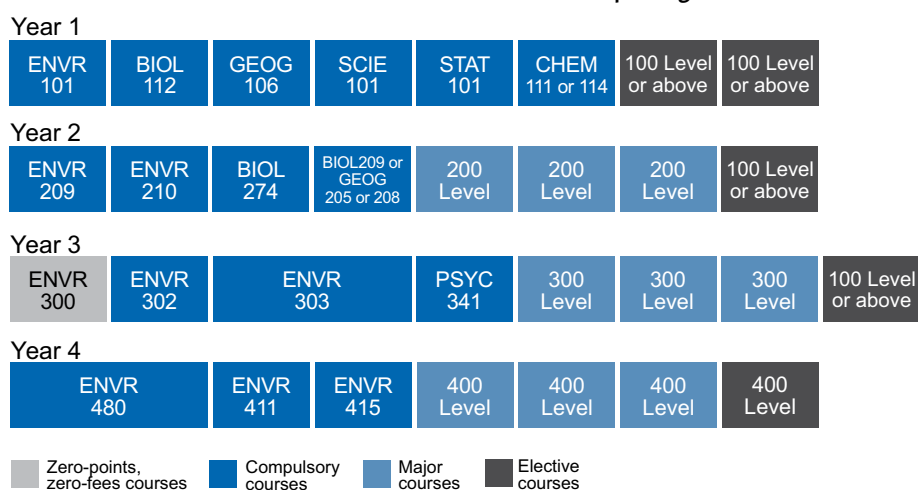 Year 1
ENVR 101
BIOL 112
GEOG 106
SCIE 101
STAT 101
CHEM 111 or 114
100 Level or above
100 Level or above
Year 2
ENVR 209
ENVR 210
BIOL 274
BIOL209 or GEOG 205 or 208
200 Level
200 Level
200 Level
100 Level or above
Year 3
ENVR 300
ENVR 302
ENVR 303
PSYC 341
300 Level
300 Level
300 Level
100 Level or above
Year 4
ENVR 480
ENVR 411
ENVR 415
400 Level
400 Level
400 Level
400 Level
Zero-points, zero-fees courses
Compulsory courses
Major courses
Elective courses